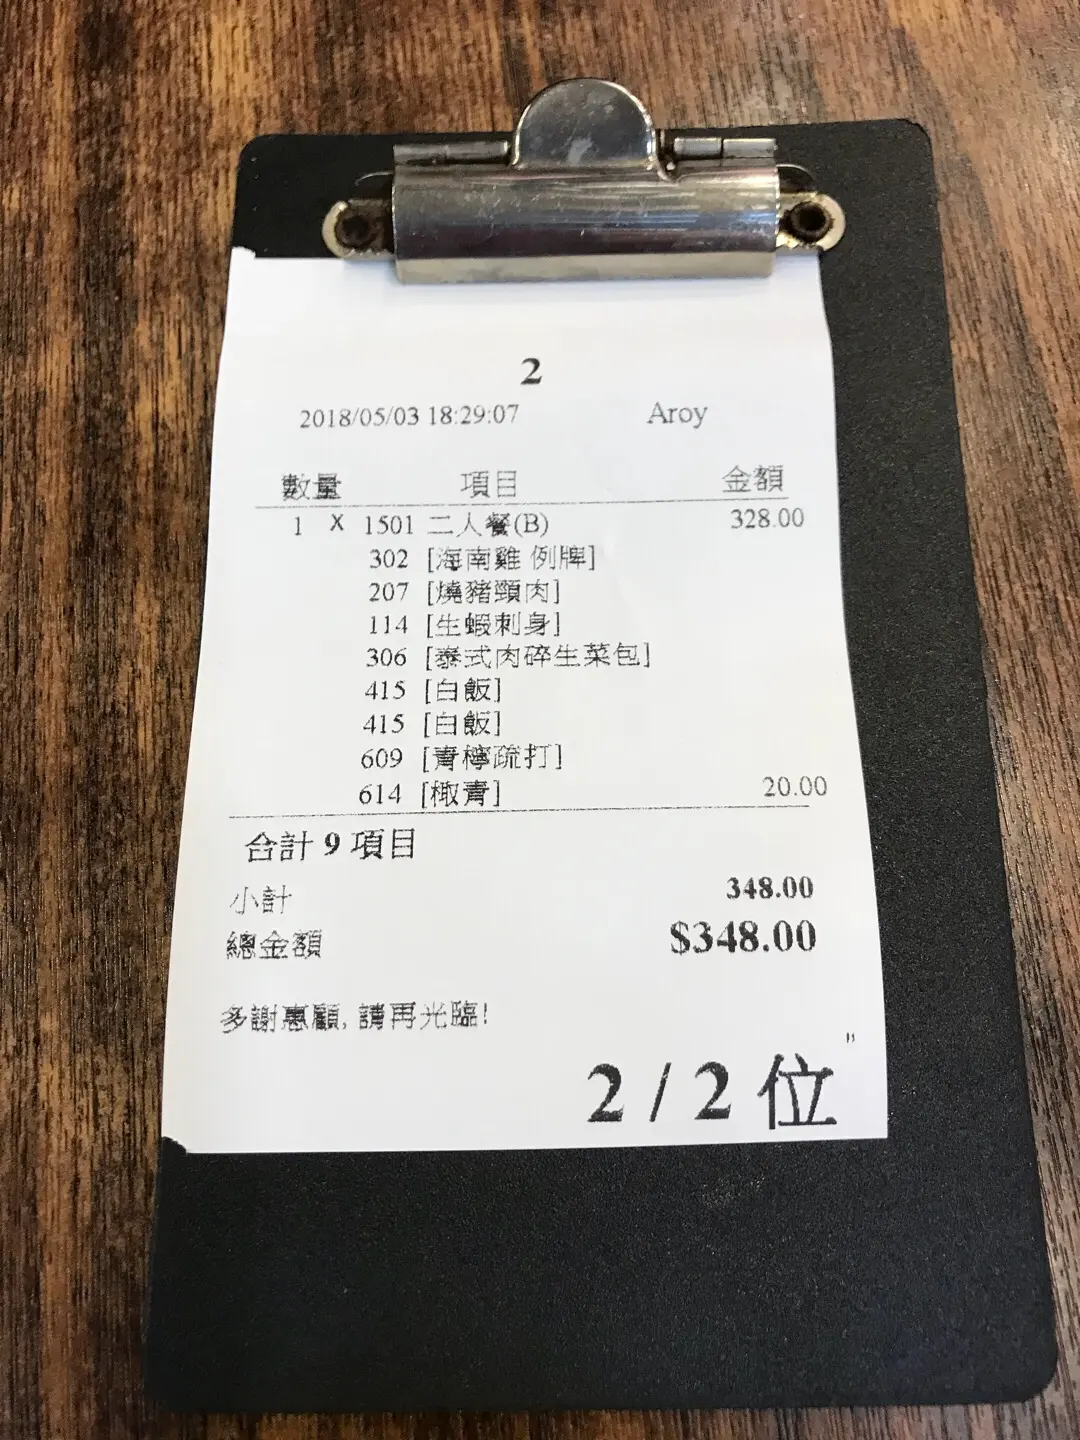 2
2018/05/03 18:29:07 Aroy
數量 項目 金額
1 X 1501 二人餐(B) 328.00
302 [海南雞 例牌]
207 [燒豬頸肉]
114 [生蝦刺身]
306 [泰式肉碎生菜包]
415 [白飯]
415 [白飯]
609 [青檸疏打]
614 [椰青] 20.00
合計 9 項目
小計 348.00
總金額 $348.00
多謝惠顧, 請再光臨!
"
2 / 2 位